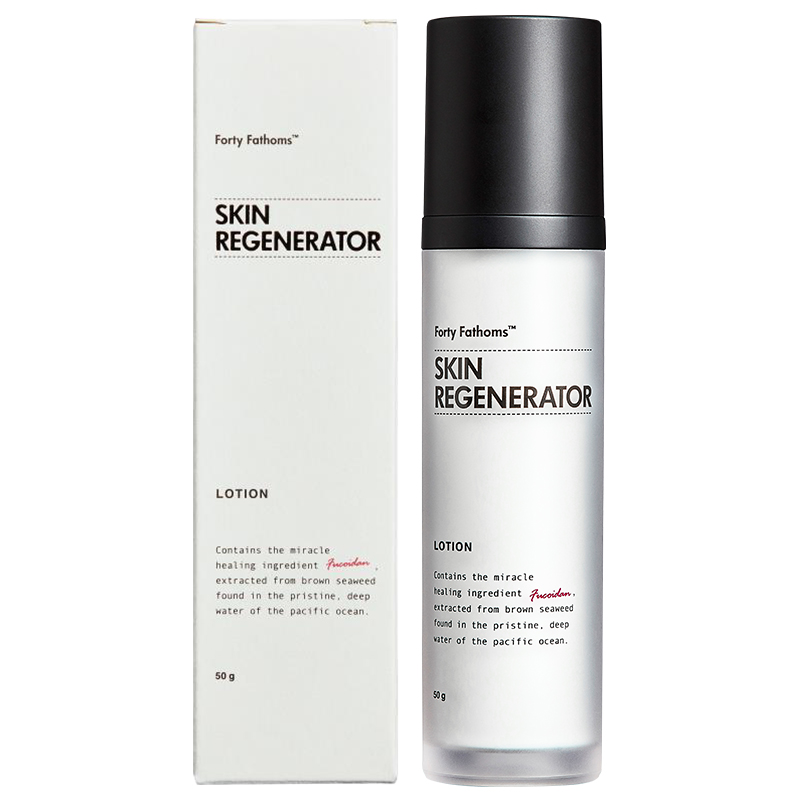 Forty Fathoms™
SKIN
REGENERATOR
LOTION
Contains the miracle
healing ingredient Fucoidan,
extracted from brown seaweed
found in the pristine, deep
water of the pacific ocean.
50 g
Forty Fathoms™
SKIN
REGENERATOR
LOTION
Contains the miracle
healing ingredient Fucoidan,
extracted from brown seaweed
found in the pristine, deep
water of the pacific ocean.
50 g